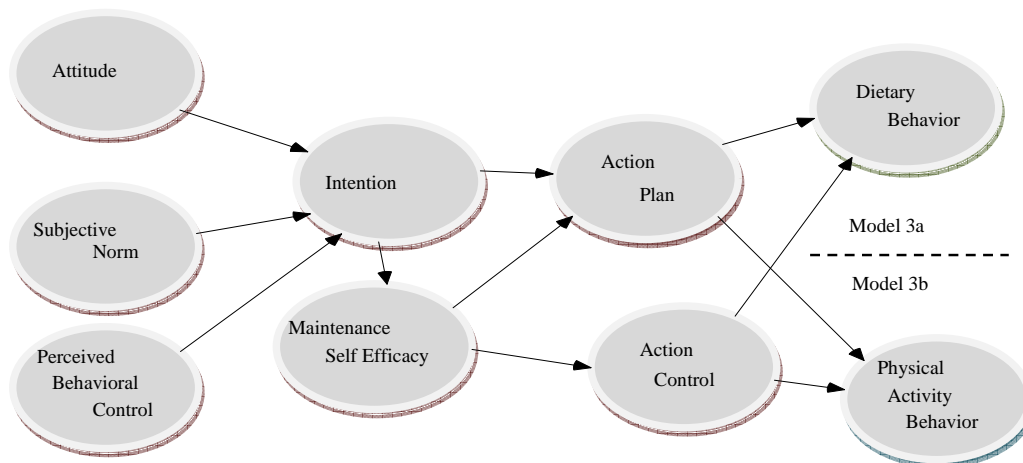 Attitude
Subjective
Norm
Perceived
Behavioral
Control
Intention
Maintenance
Self Efficacy
Action
Plan
Action
Control
Dietary
Behavior
Model 3a
Model 3b
Physical
Activity
Behavior